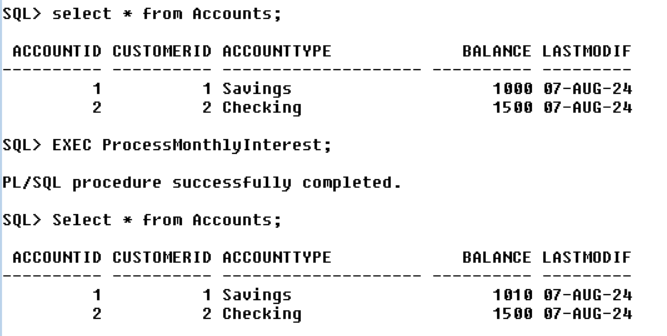 SQL> select * from Accounts;
ACCOUNTID CUSTOMERID ACCOUNTTYPE BALANCE LASTMODIF
---------- ---------- -------------------- ---------- ---------
1 1 Savings 1000 07-AUG-24
2 2 Checking 1500 07-AUG-24
SQL> EXEC ProcessMonthlyInterest;
PL/SQL procedure successfully completed.
SQL> Select * from Accounts;
ACCOUNTID CUSTOMERID ACCOUNTTYPE BALANCE LASTMODIF
---------- ---------- -------------------- ---------- ---------
1 1 Savings 1010 07-AUG-24
2 2 Checking 1500 07-AUG-24